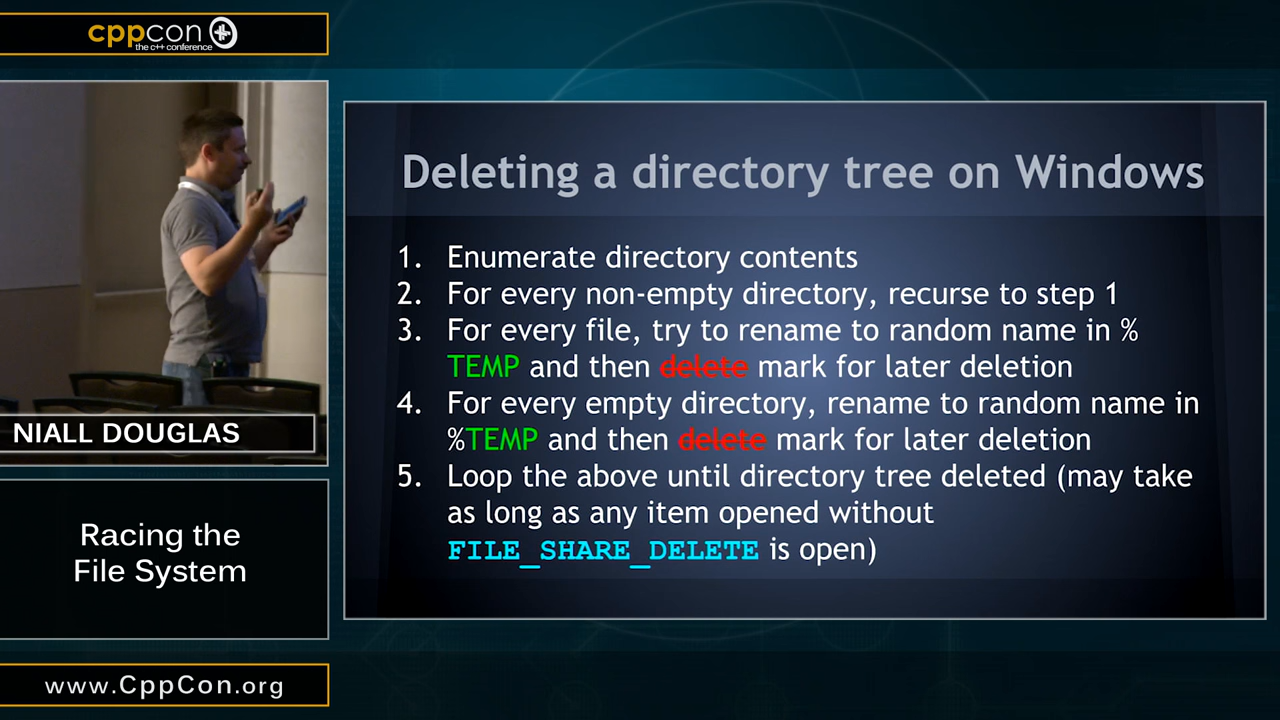 cppcon
the c++ conference
NIALL DOUGLAS
Racing the
File System
www.CppCon.org
Deleting a directory tree on Windows
1. Enumerate directory contents
2. For every non-empty directory, recurse to step 1
3. For every file, try to rename to random name in %
TEMP and then delete mark for later deletion
4. For every empty directory, rename to random name in
%TEMP and then delete mark for later deletion
5. Loop the above until directory tree deleted (may take
as long as any item opened without
FILE_SHARE_DELETE is open)